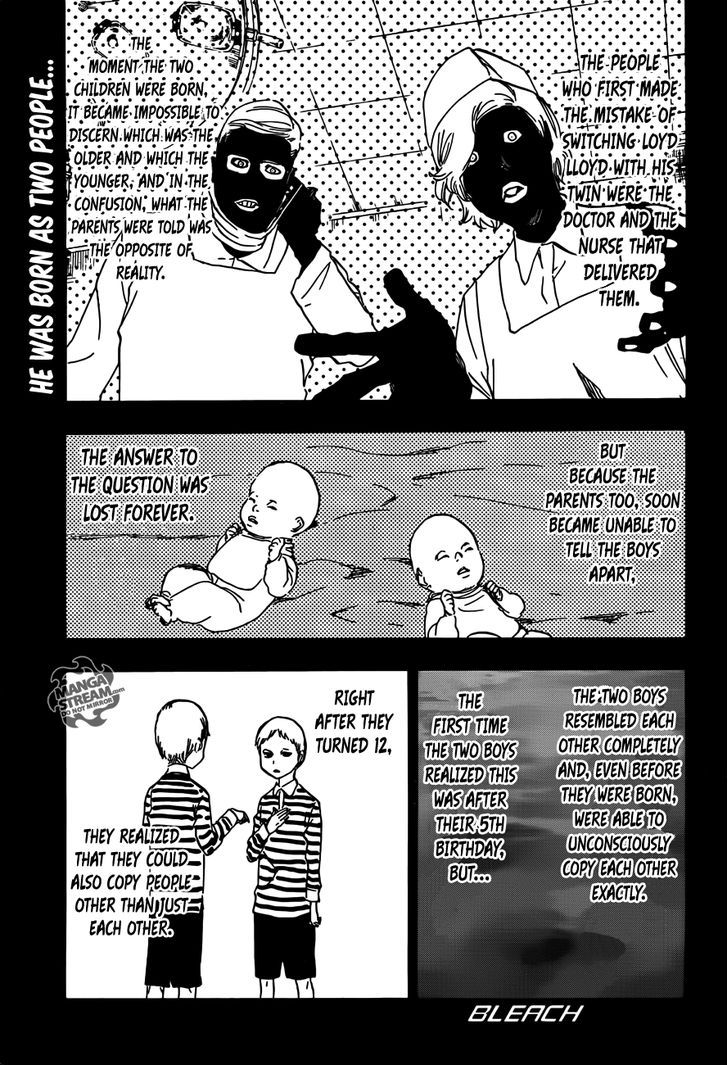 HE WAS BORN AS TWO PEOPLE...
THE PEOPLE
WHO FIRST MADE
THE MISTAKE OF
SWITCHING LOYD
LLOYD WITH HIS
TWIN WERE THE
DOCTOR AND THE
NURSE THAT
DELIVERED
THEM.
THE
MOMENT THE TWO
CHILDREN WERE BORN,
IT BECAME IMPOSSIBLE TO
DISCERN WHICH WAS THE
OLDER AND WHICH THE
YOUNGER, AND IN THE
CONFUSION, WHAT THE
PARENTS WERE TOLD WAS
THE OPPOSITE OF
REALITY.
BUT
BECAUSE THE
PARENTS TOO, SOON
BECAME UNABLE TO
TELL THE BOYS
APART,
THE ANSWER TO
THE QUESTION WAS
LOST FOREVER.
THE TWO BOYS
RESEMBLED EACH
OTHER COMPLETELY
AND, EVEN BEFORE
THEY WERE BORN,
WERE ABLE TO
UNCONSCIOUSLY
COPY EACH OTHER
EXACTLY.
THE
FIRST TIME
THE TWO BOYS
REALIZED THIS
WAS AFTER
THEIR 5TH
BIRTHDAY,
BUT...
RIGHT
AFTER THEY
TURNED 12,
THEY REALIZED
THAT THEY COULD
ALSO COPY PEOPLE
OTHER THAN JUST
EACH OTHER.
MANGA
STREAM.com
DO NOT MIRROR
BLEACH